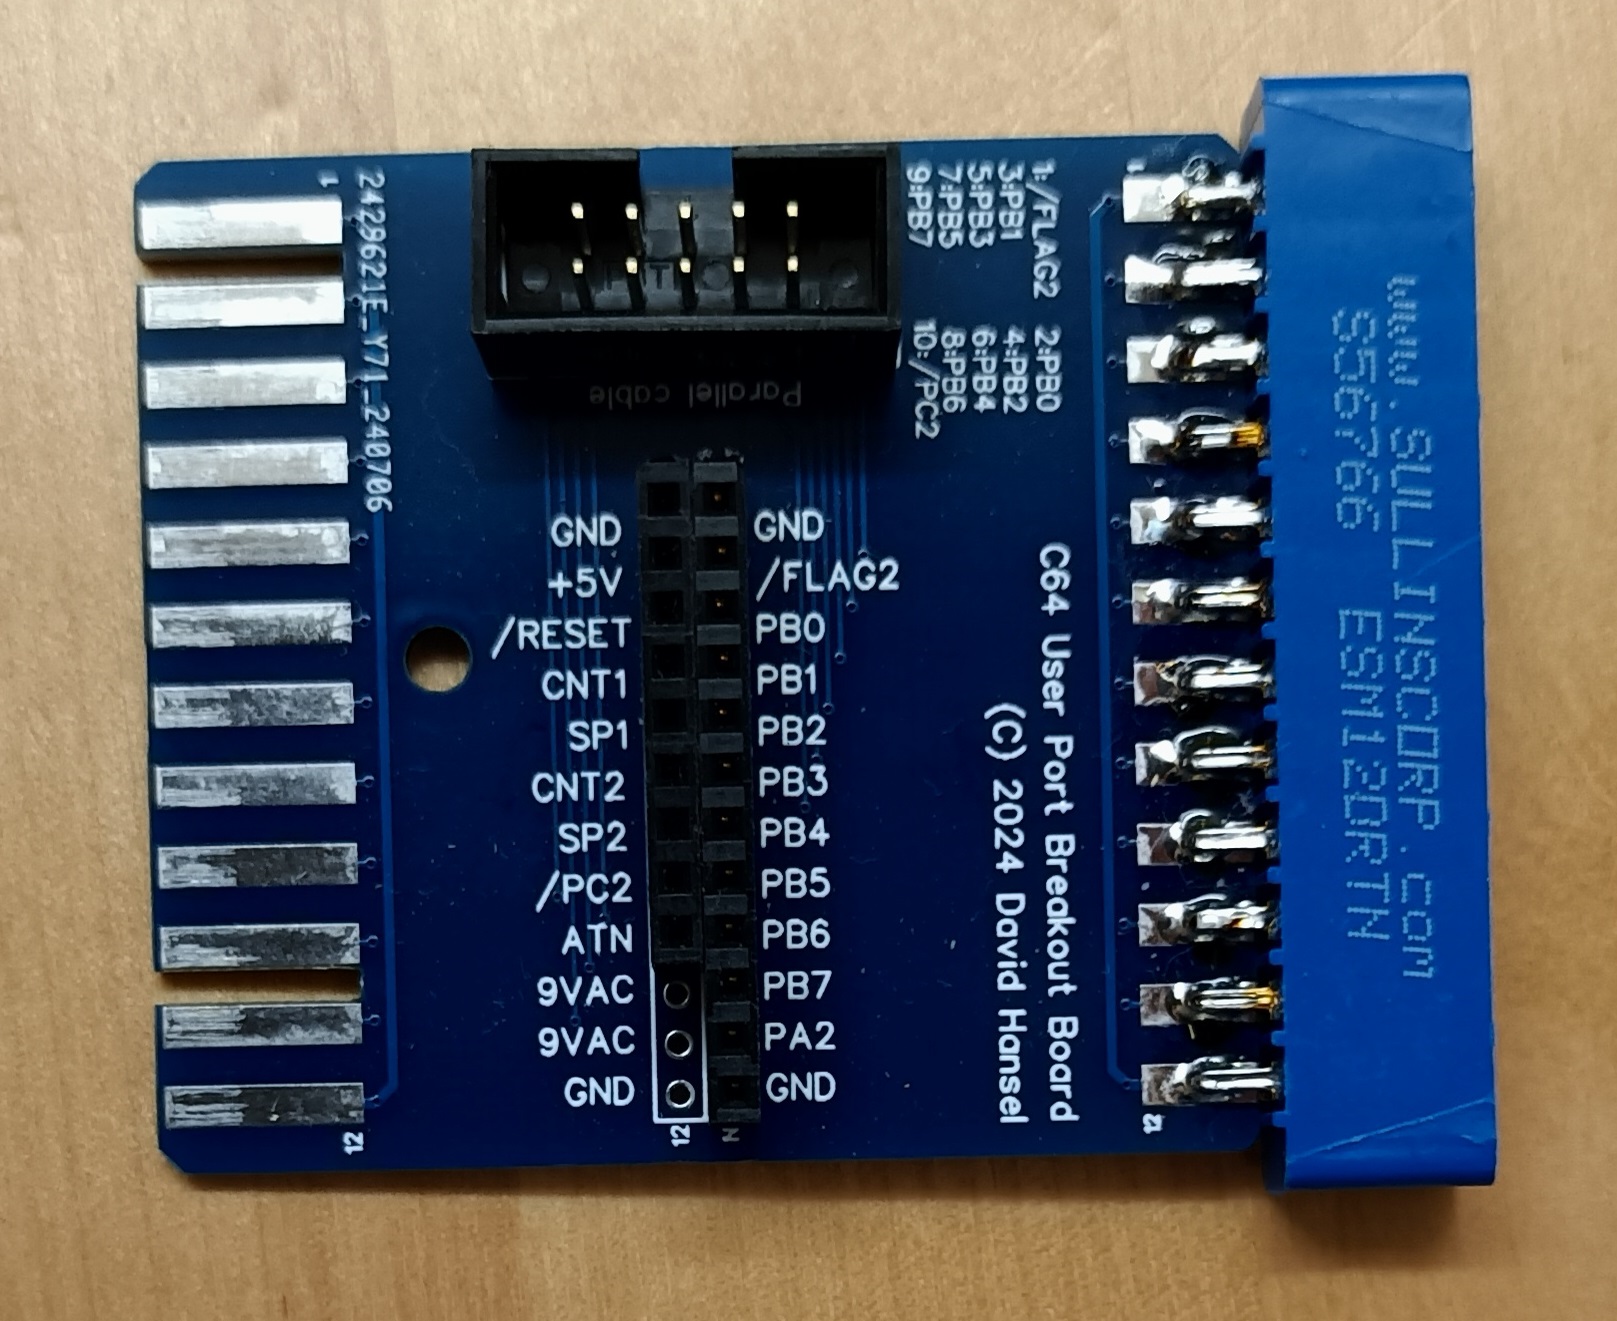 1
2429621E_Y71_240706
12
1:/FLAG2 2:PB0
3:PB1 4:PB2
5:PB3 6:PB4
7:PB5 8:PB6
9:PB7 10:/PC2
Parallel cable
GND GND
+5V /FLAG2
/RESET PB0
CNT1 PB1
SP1 PB2
CNT2 PB3
SP2 PB4
/PC2 PB5
ATN PB6
9VAC PB7
9VAC PA2
GND GND
12 N
C64 User Port Breakout Board
(C) 2024 David Hansel
1
www.SULLINSCORP.com
S56766 ESM12DRTN